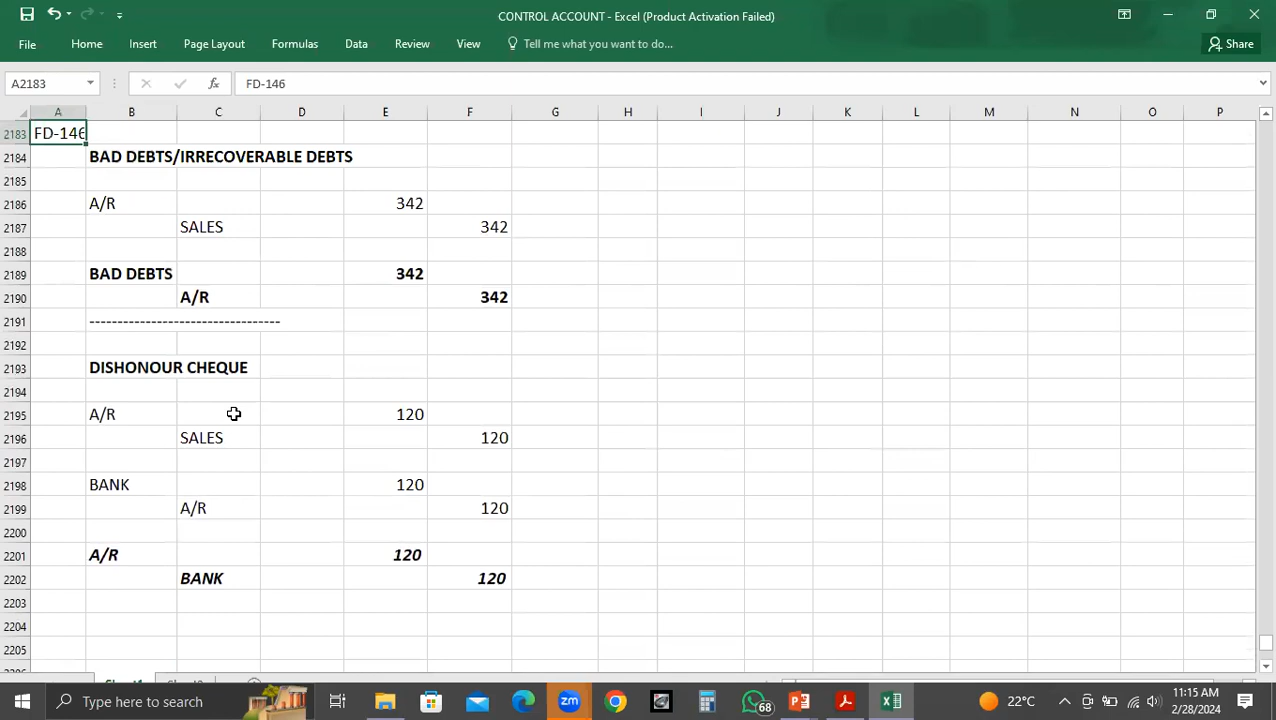 CONTROL ACCOUNT - Excel (Product Activation Failed)
File Home Insert Page Layout Formulas Data Review View Tell me what you want to do... Share
A2183 fx FD-146
A B C D E F G H I J K L M N O P
2183 FD-146
2184 BAD DEBTS/IRRECOVERABLE DEBTS
2185
2186 A/R 342
2187 SALES 342
2188
2189 BAD DEBTS 342
2190 A/R 342
2191 ----------------------------------
2192
2193 DISHONOUR CHEQUE
2194
2195 A/R 120
2196 SALES 120
2197
2198 BANK 120
2199 A/R 120
2200
2201 A/R 120
2202 BANK 120
2203
2204
2205
Type here to search 68 22°C 11:15 AM
2/28/2024